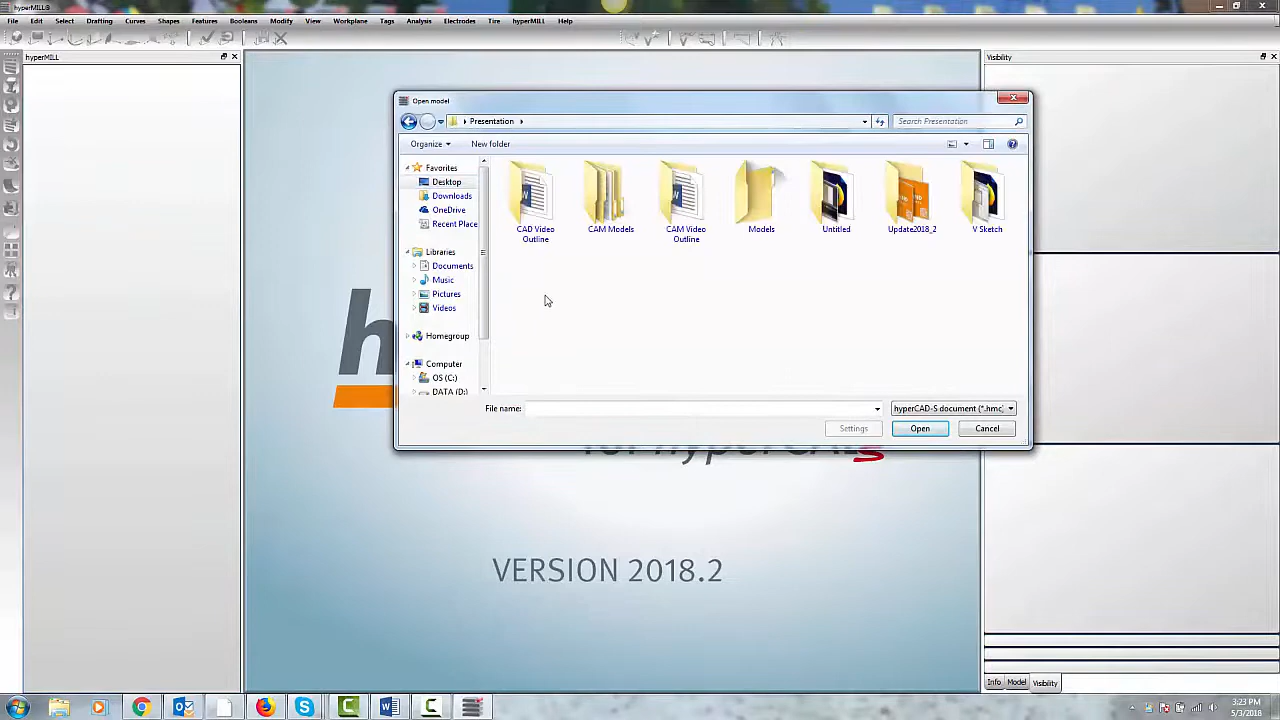 hyperMILL®
File Edit Select Drafting Curves Shapes Features Booleans Modify View Workplane Tags Analysis Electrodes Tire hyperMILL Help
hyperMILL
Visibility
Open model
Presentation
Search Presentation
Organize
New folder
Favorites
Desktop
Downloads
OneDrive
Recent Place
Libraries
Documents
Music
Pictures
Videos
Homegroup
Computer
OS (C:)
DATA (D:)
CAD Video Outline
CAM Models
CAM Video Outline
Models
Untitled
Update2018_2
V Sketch
File name:
hyperCAD-S document (*.hmc)
Settings
Open
Cancel
VERSION 2018.2
Info Model Visibility
3:23 PM
5/3/2018